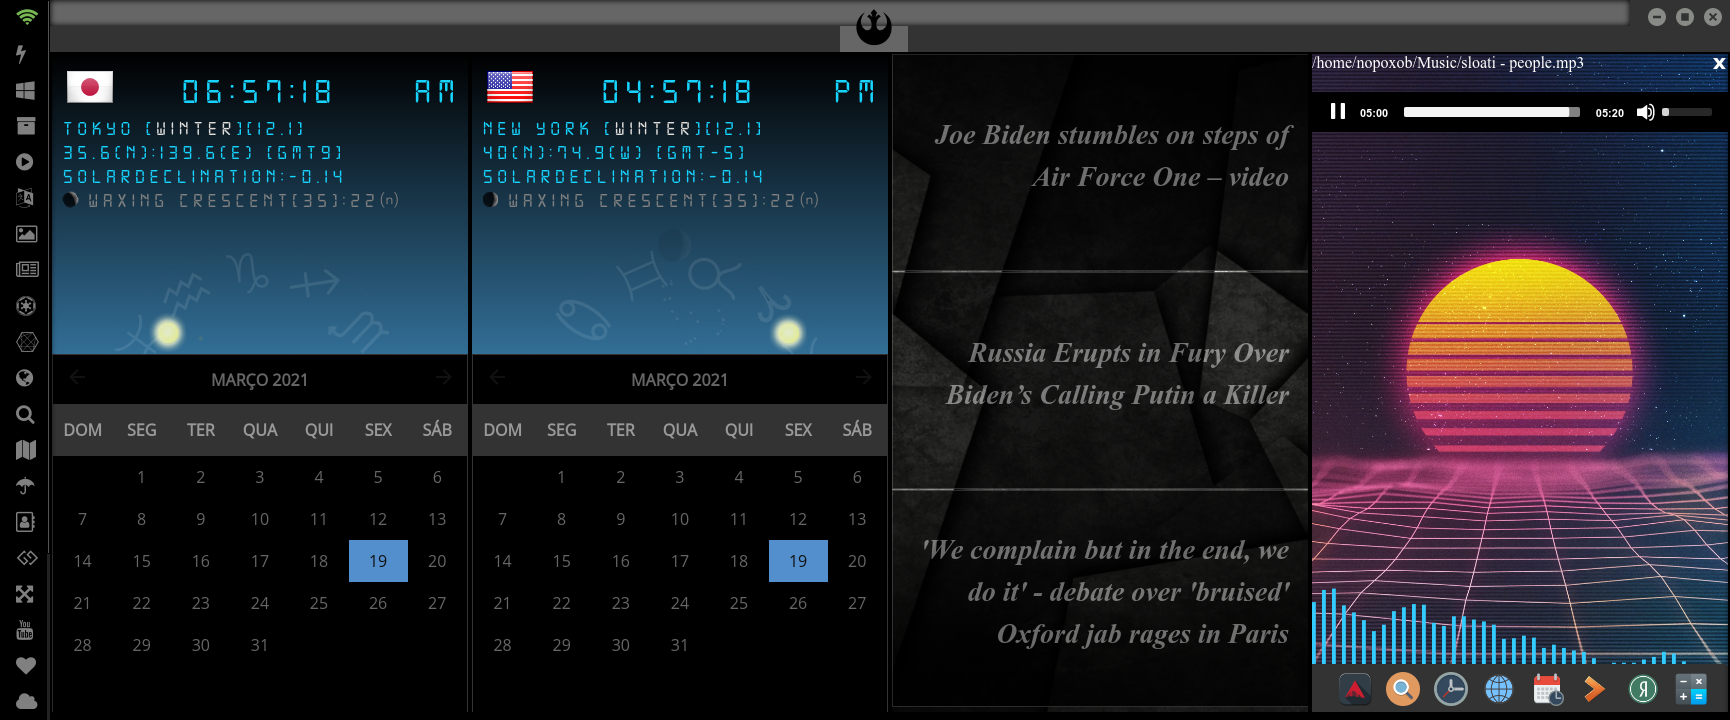 06:57:18 AM
TOKYO [WINTER][12.1]
35.6(N):139.6(E) [GMT9]
SOLARDECLINATION:-0.14
WAXING CRESCENT[35]:22(n)
MARÇO 2021
DOM SEG TER QUA QUI SEX SÁB
1 2 3 4 5 6
7 8 9 10 11 12 13
14 15 16 17 18 19 20
21 22 23 24 25 26 27
28 29 30 31
04:57:18 PM
NEW YORK [WINTER][12.1]
40(N):74.9(W) [GMT-5]
SOLARDECLINATION:-0.14
WAXING CRESCENT[35]:22(n)
MARÇO 2021
DOM SEG TER QUA QUI SEX SÁB
1 2 3 4 5 6
7 8 9 10 11 12 13
14 15 16 17 18 19 20
21 22 23 24 25 26 27
28 29 30 31
Joe Biden stumbles on steps of
Air Force One – video
Russia Erupts in Fury Over
Biden’s Calling Putin a Killer
'We complain but in the end, we
do it' - debate over 'bruised'
Oxford jab rages in Paris
/home/nopoxob/Music/sloati - people.mp3 x
05:00 05:20
You
Tube
Я